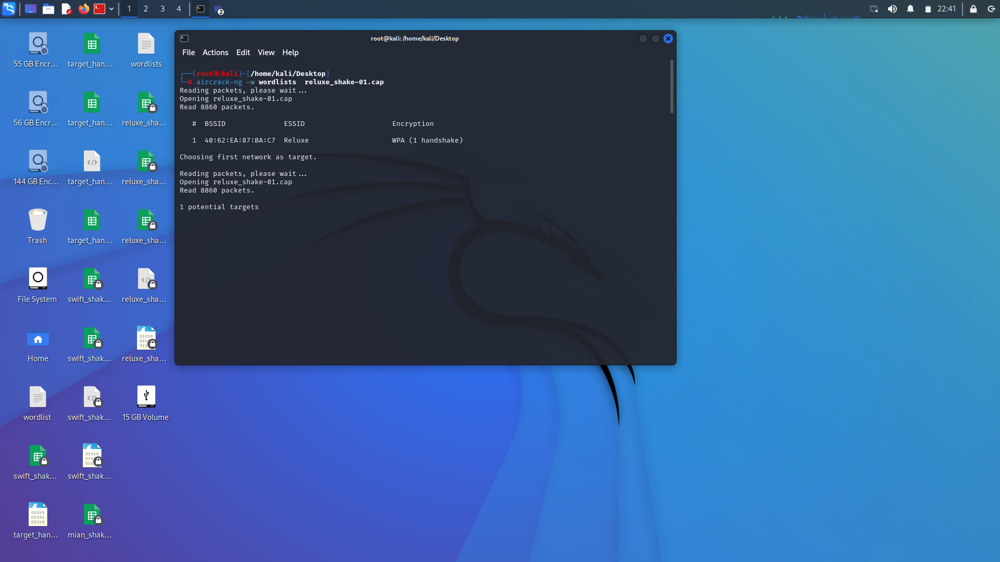 1 2 3 4 2 22:41
root@kali: /home/kali/Desktop
File Actions Edit View Help
┌──(root㉿kali)-[/home/kali/Desktop]
└─# aircrack-ng -w wordlists  reluxe_shake-01.cap
Reading packets, please wait...
Opening reluxe_shake-01.cap
Read 8860 packets.
# BSSID ESSID Encryption
1 40:62:EA:87:BA:C7 Reluxe WPA (1 handshake)
Choosing first network as target.
Reading packets, please wait...
Opening reluxe_shake-01.cap
Read 8860 packets.
1 potential targets
55 GB Encr... target_han... wordlists
56 GB Encr... target_han... reluxe_sha...
144 GB Enc... target_han... reluxe_sha...
Trash target_han... reluxe_sha...
File System swift_shak... reluxe_sha...
Home swift_shak... reluxe_sha...
wordlist swift_shak... 15 GB Volume
swift_shak... swift_shak...
target_han... mian_shak...